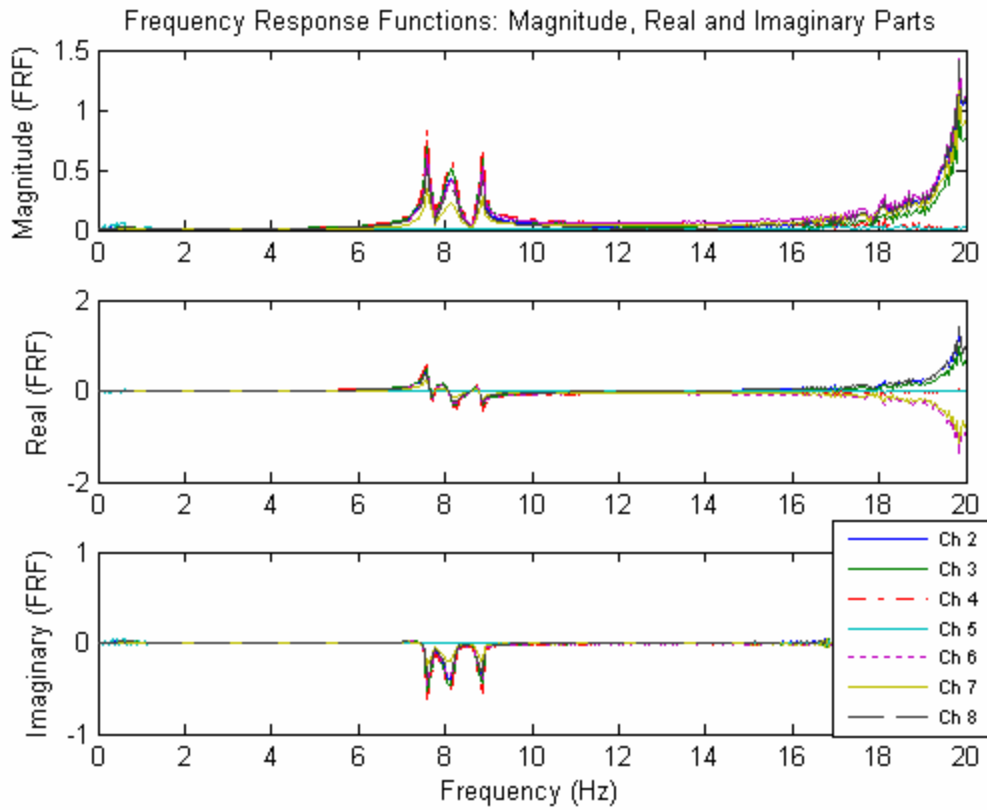 Frequency Response Functions: Magnitude, Real and Imaginary Parts
Magnitude (FRF)
1.5
1
0.5
0
0 2 4 6 8 10 12 14 16 18 20
Real (FRF)
2
0
-2
0 2 4 6 8 10 12 14 16 18 20
Imaginary (FRF)
1
0
-1
0 2 4 6 8 10 12 14 16 18 20
Frequency (Hz)
Ch 2
Ch 3
Ch 4
Ch 5
Ch 6
Ch 7
Ch 8